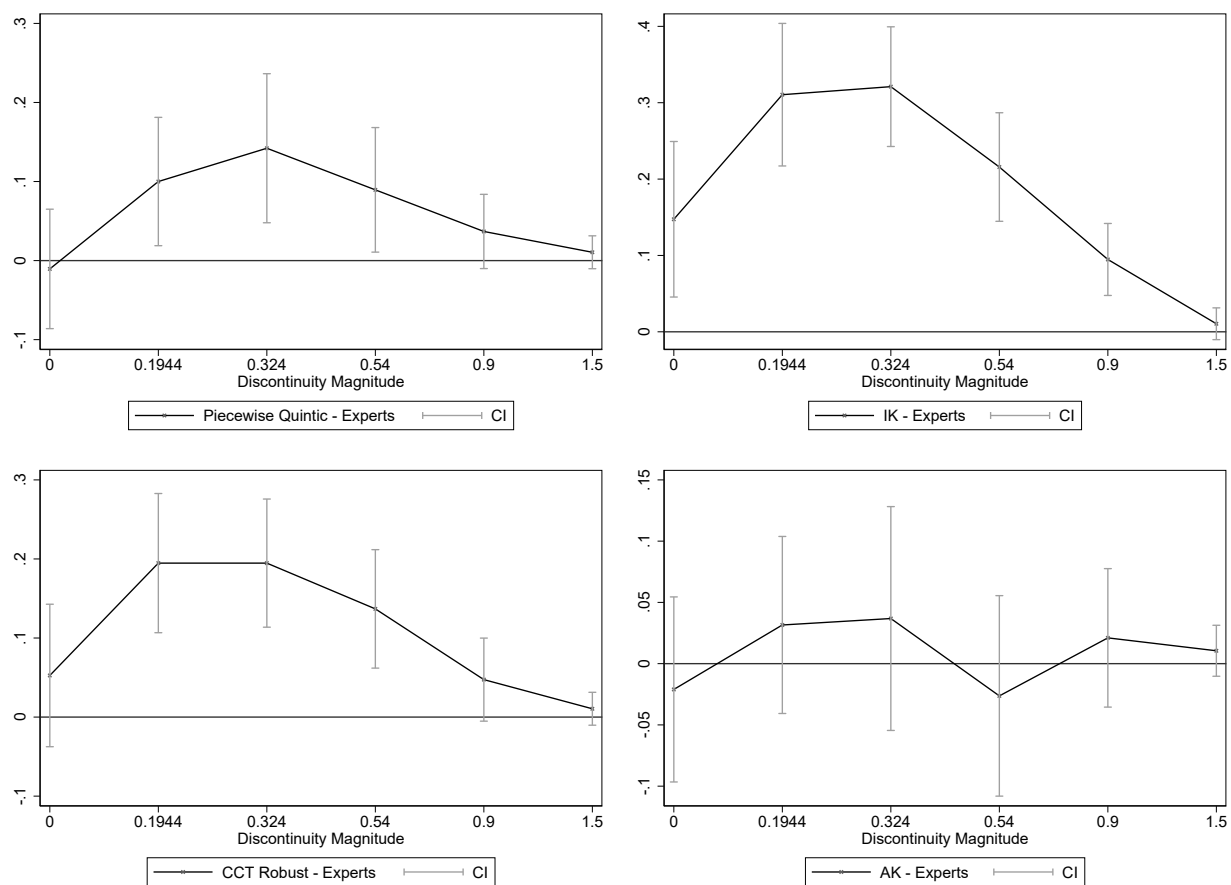 .3
.2
.1
0
-.1
0 0.1944 0.324 0.54 0.9 1.5
Discontinuity Magnitude
Piecewise Quintic - Experts CI
.4
.3
.2
.1
0
0 0.1944 0.324 0.54 0.9 1.5
Discontinuity Magnitude
IK - Experts CI
.3
.2
.1
0
-.1
0 0.1944 0.324 0.54 0.9 1.5
Discontinuity Magnitude
CCT Robust - Experts CI
.15
.1
.05
0
-.05
-.1
0 0.1944 0.324 0.54 0.9 1.5
Discontinuity Magnitude
AK - Experts CI